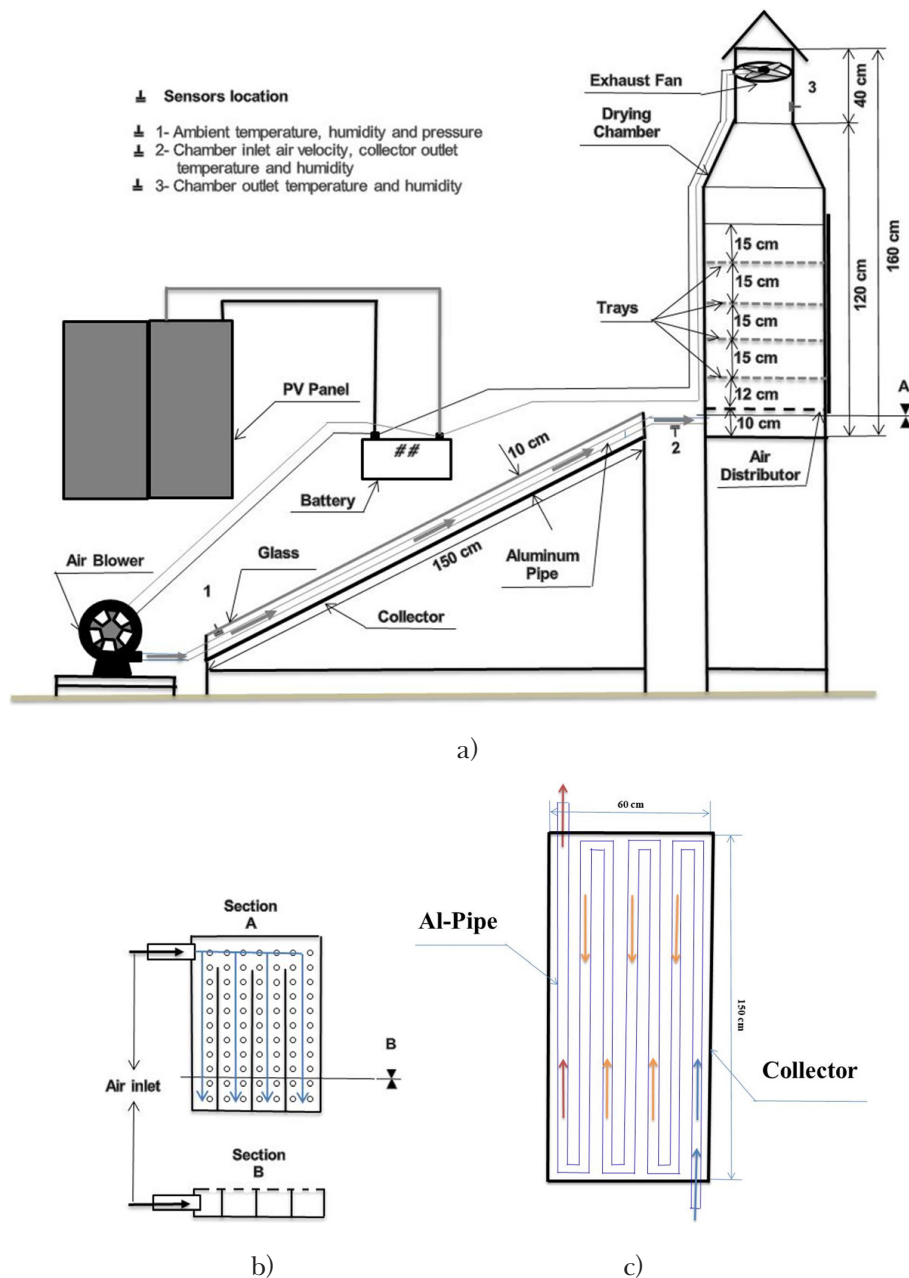 Sensors location
1- Ambient temperature, humidity and pressure
2- Chamber inlet air velocity, collector outlet
temperature and humidity
3- Chamber outlet temperature and humidity
Exhaust Fan
3
40 cm
Drying
Chamber
15 cm
160 cm
15 cm
120 cm
Trays
15 cm
15 cm
PV Panel
12 cm
A
10 cm
##
10 cm
2
Battery
Air
Distributor
150 cm
Glass
Aluminum
Pipe
Air Blower
1
Collector
a)
60 cm
Section
A
Al-Pipe
150 cm
B
Air inlet
Collector
Section
B
b)
c)